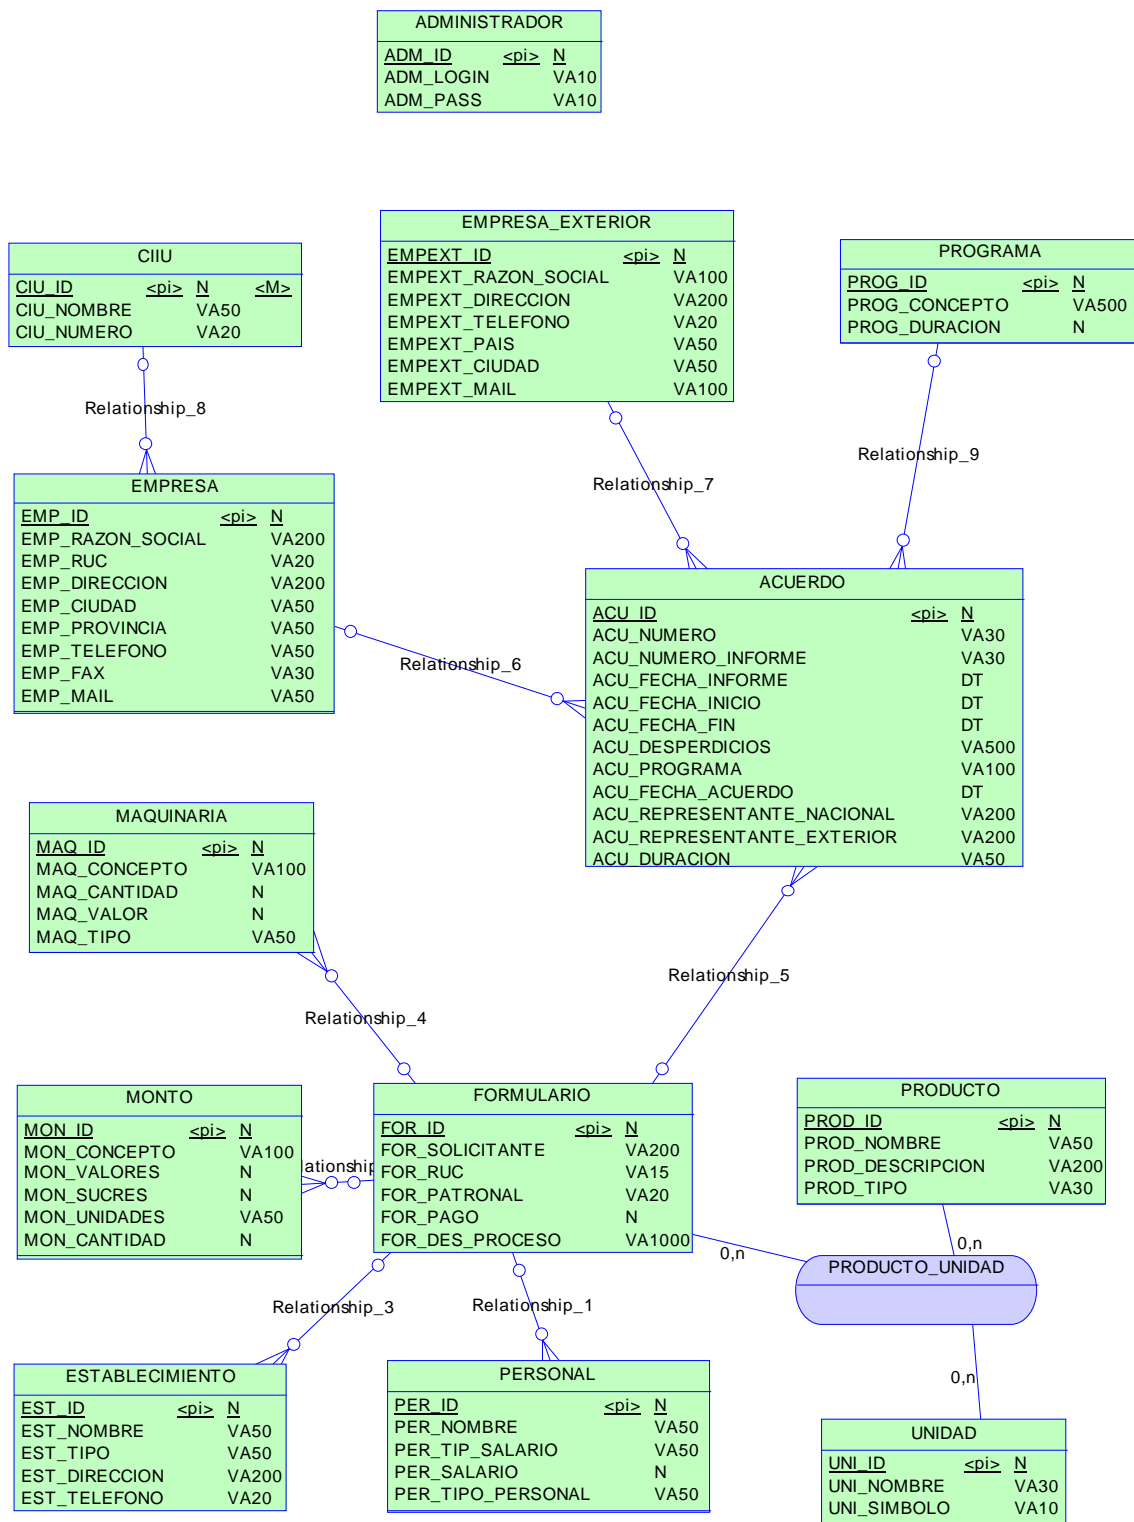 ADMINISTRADOR
ADM_ID <pi> N
ADM_LOGIN VA10
ADM_PASS VA10
EMPRESA_EXTERIOR
EMPEXT_ID <pi> N
EMPEXT_RAZON_SOCIAL VA100
EMPEXT_DIRECCION VA200
EMPEXT_TELEFONO VA20
EMPEXT_PAIS VA50
EMPEXT_CIUDAD VA50
EMPEXT_MAIL VA100
CIIU
CIU_ID <pi> N <M>
CIU_NOMBRE VA50
CIU_NUMERO VA20
PROGRAMA
PROG_ID <pi> N
PROG_CONCEPTO VA500
PROG_DURACION N
Relationship_8
Relationship_7
Relationship_9
EMPRESA
EMP_ID <pi> N
EMP_RAZON_SOCIAL VA200
EMP_RUC VA20
EMP_DIRECCION VA200
EMP_CIUDAD VA50
EMP_PROVINCIA VA50
EMP_TELEFONO VA50
EMP_FAX VA30
EMP_MAIL VA50
Relationship_6
ACUERDO
ACU_ID <pi> N
ACU_NUMERO VA30
ACU_NUMERO_INFORME VA30
ACU_FECHA_INFORME DT
ACU_FECHA_INICIO DT
ACU_FECHA_FIN DT
ACU_DESPERDICIOS VA500
ACU_PROGRAMA VA100
ACU_FECHA_ACUERDO DT
ACU_REPRESENTANTE_NACIONAL VA200
ACU_REPRESENTANTE_EXTERIOR VA200
ACU_DURACION VA50
MAQUINARIA
MAQ_ID <pi> N
MAQ_CONCEPTO VA100
MAQ_CANTIDAD N
MAQ_VALOR N
MAQ_TIPO VA50
Relationship_4
Relationship_5
MONTO
MON_ID <pi> N
MON_CONCEPTO VA100
MON_VALORES N
MON_SUCRES N
MON_UNIDADES VA50
MON_CANTIDAD N
lationship
FORMULARIO
FOR_ID <pi> N
FOR_SOLICITANTE VA200
FOR_RUC VA15
FOR_PATRONAL VA20
FOR_PAGO N
FOR_DES_PROCESO VA1000
PRODUCTO
PROD_ID <pi> N
PROD_NOMBRE VA50
PROD_DESCRIPCION VA200
PROD_TIPO VA30
0,n
0,n
PRODUCTO_UNIDAD
0,n
Relationship_3
Relationship_1
ESTABLECIMIENTO
EST_ID <pi> N
EST_NOMBRE VA50
EST_TIPO VA50
EST_DIRECCION VA200
EST_TELEFONO VA20
PERSONAL
PER_ID <pi> N
PER_NOMBRE VA50
PER_TIP_SALARIO VA50
PER_SALARIO N
PER_TIPO_PERSONAL VA50
UNIDAD
UNI_ID <pi> N
UNI_NOMBRE VA30
UNI_SIMBOLO VA10